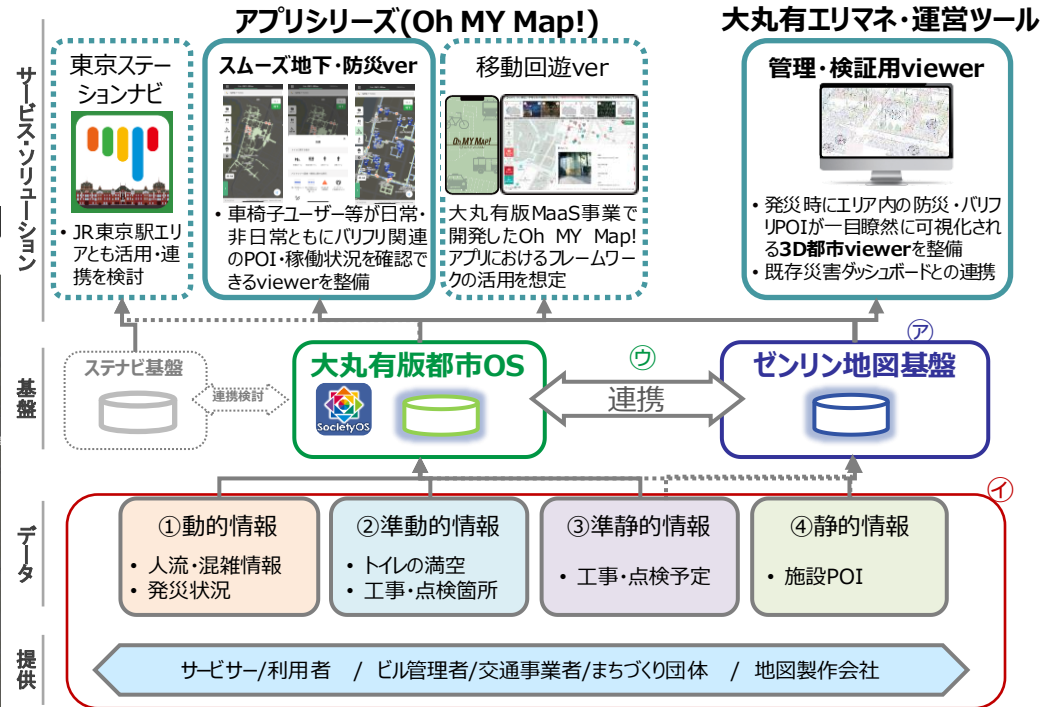 アプリシリーズ(Oh MY Map!)
大丸有エリマネ・運営ツール
サービス・ソリューション
東京ステー
ションナビ
・JR東京駅エリ
アとも活用・連
携を検討
スムーズ地下・防災ver
・車椅子ユーザー等が日常・
非日常ともにバリフリ関連
のPOI・稼働状況を確認で
きるviewerを整備
移動回遊ver
Oh MY Map!
大丸有版MaaS事業で
開発したOh MY Map!
アプリにおけるフレームワー
クの活用を想定
管理・検証用viewer
・発災時にエリア内の防災・バリフ
リPOIが一目瞭然に可視化され
る3D都市viewerを整備
・既存災害ダッシュボードとの連携
基盤
ステナビ基盤
連携検討
大丸有版都市OS
SocietyOS
㋒
連携
㋐
ゼンリン地図基盤
㋑
データ
①動的情報
・人流・混雑情報
・発災状況
②準動的情報
・トイレの満空
・工事・点検箇所
③準静的情報
・工事・点検予定
④静的情報
・施設POI
提供
サービサー/利用者 / ビル管理者/交通事業者/まちづくり団体 / 地図製作会社